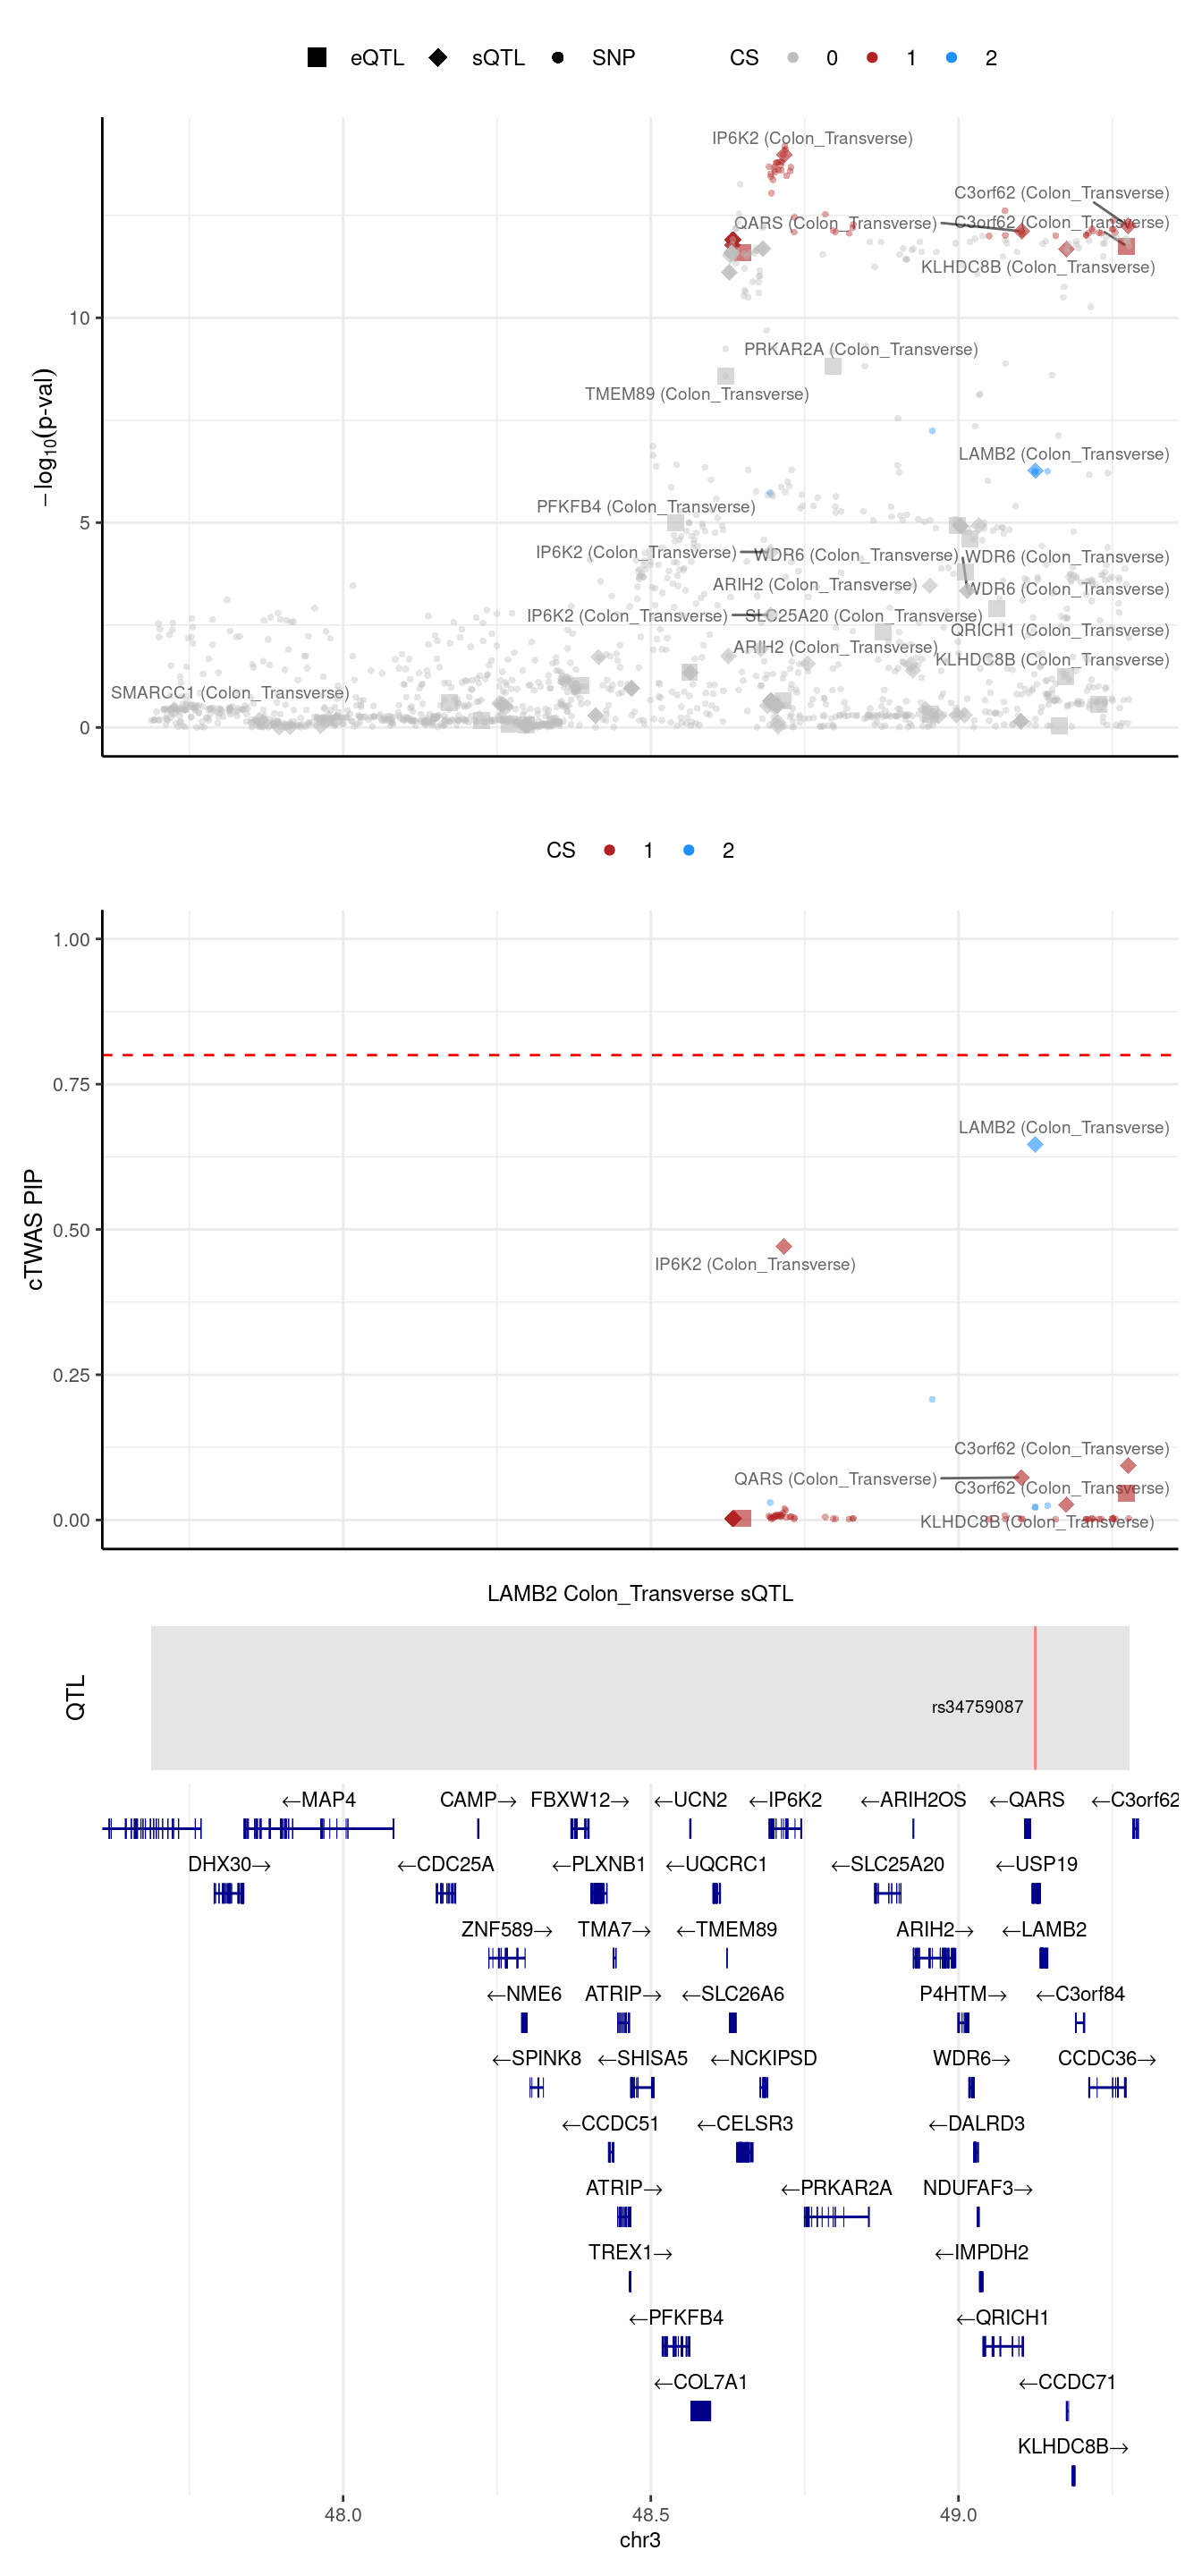 eQTL sQTL SNP CS 0 1 2
IP6K2 (Colon_Transverse)
C3orf62 (Colon_Transverse)
QARS (Colon_Transverse)
C3orf62 (Colon_Transverse)
KLHDC8B (Colon_Transverse)
10
PRKAR2A (Colon_Transverse)
TMEM89 (Colon_Transverse)
−log10(p-val)
LAMB2 (Colon_Transverse)
PFKFB4 (Colon_Transverse)
5
IP6K2 (Colon_Transverse)
WDR6 (Colon_Transverse)
WDR6 (Colon_Transverse)
ARIH2 (Colon_Transverse)
WDR6 (Colon_Transverse)
IP6K2 (Colon_Transverse)
SLC25A20 (Colon_Transverse)
QRICH1 (Colon_Transverse)
ARIH2 (Colon_Transverse)
KLHDC8B (Colon_Transverse)
SMARCC1 (Colon_Transverse)
0
CS 1 2
1.00
0.75
LAMB2 (Colon_Transverse)
cTWAS PIP
0.50
IP6K2 (Colon_Transverse)
0.25
C3orf62 (Colon_Transverse)
QARS (Colon_Transverse)
C3orf62 (Colon_Transverse)
0.00
KLHDC8B (Colon_Transverse)
LAMB2 Colon_Transverse sQTL
QTL
rs34759087
←MAP4 CAMP→ FBXW12→ ←UCN2 ←IP6K2 ←ARIH2OS ←QARS ←C3orf62
DHX30→ ←CDC25A ←PLXNB1 ←UQCRC1 ←SLC25A20 ←USP19
ZNF589→ TMA7→ ←TMEM89 ARIH2→ ←LAMB2
←NME6 ATRIP→ ←SLC26A6 P4HTM→ ←C3orf84
←SPINK8 ←SHISA5 ←NCKIPSD WDR6→ CCDC36→
←CCDC51 ←CELSR3 ←DALRD3
ATRIP→ ←PRKAR2A NDUFAF3→
TREX1→ ←IMPDH2
←PFKFB4 ←QRICH1
←COL7A1 ←CCDC71
KLHDC8B→
48.0 48.5 49.0
chr3